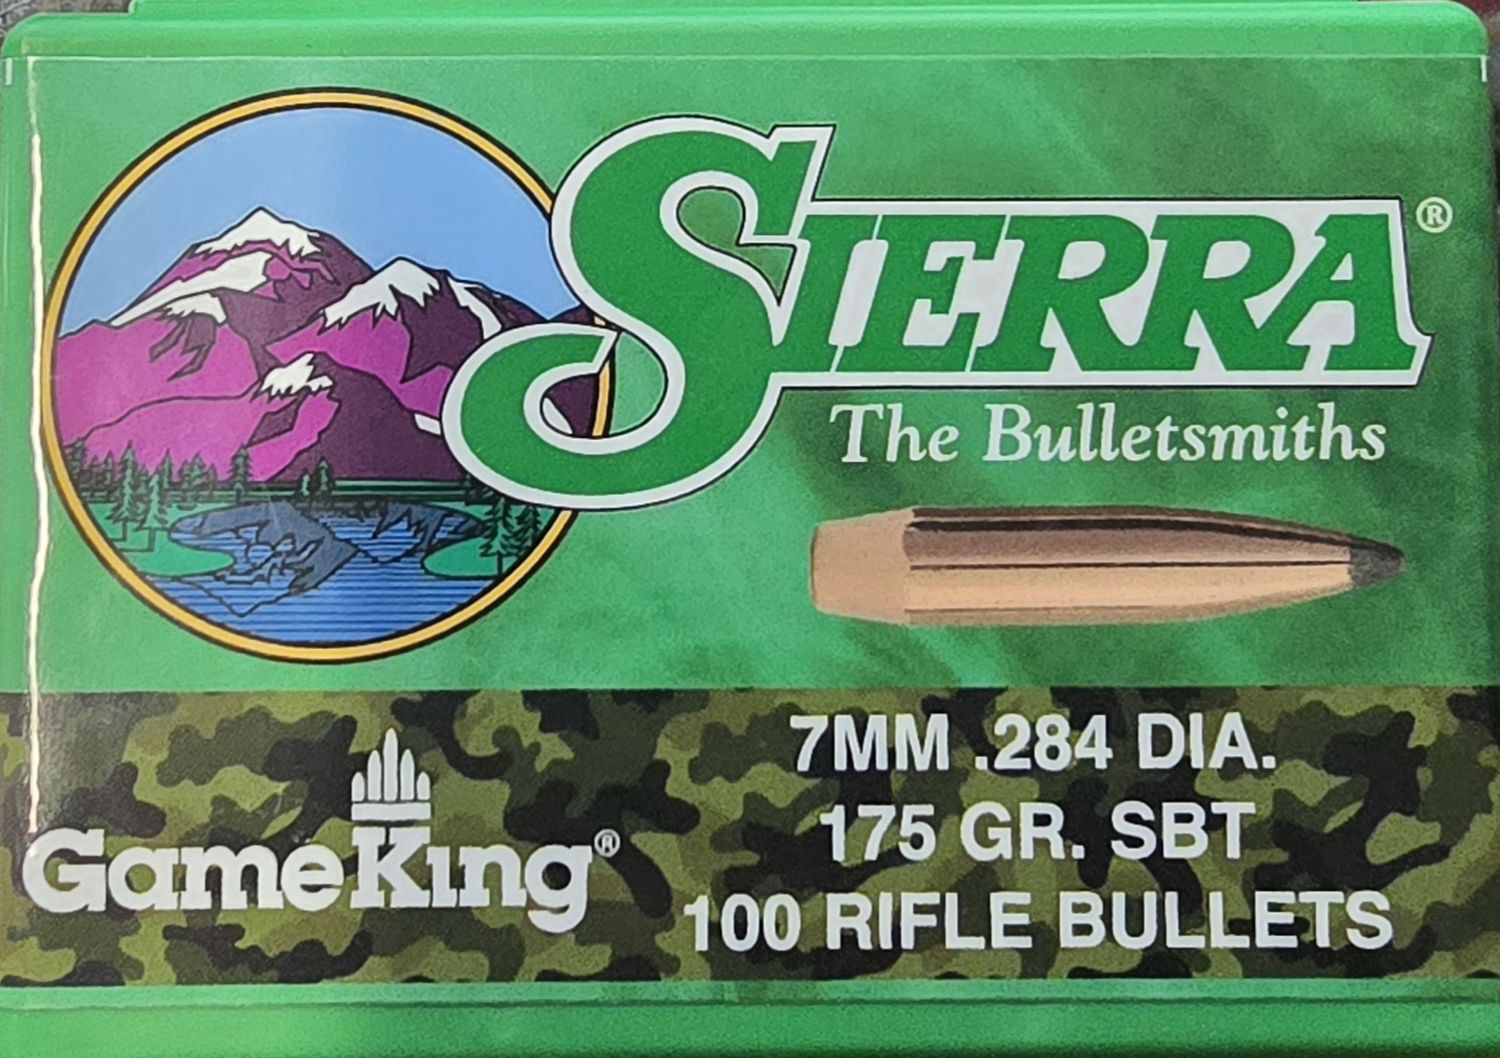 SIERRA®
The Bulletsmiths
GameKing®
7MM .284 DIA.
175 GR. SBT
100 RIFLE BULLETS